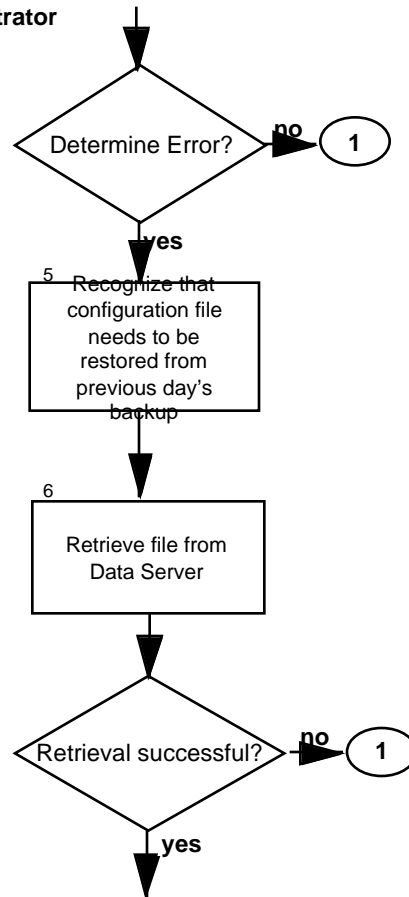 trator
Determine Error?
no
1
yes
5
Recognize that
configuration file
needs to be
restored from
previous day's
backup
6
Retrieve file from
Data Server
Retrieval successful?
no
1
yes